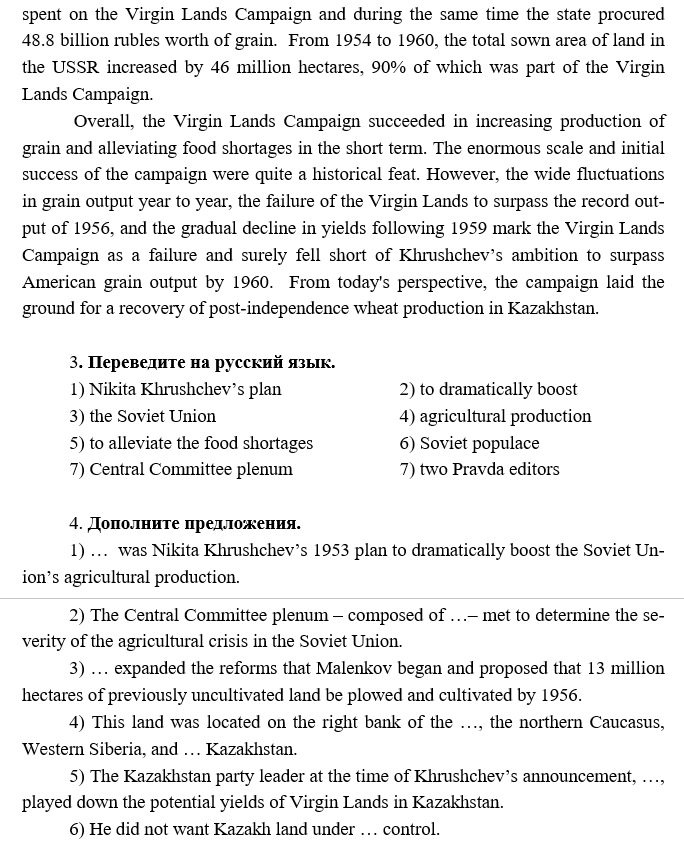 spent on the Virgin Lands Campaign and during the same time the state procured
48.8 billion rubles worth of grain.  From 1954 to 1960, the total sown area of land in
the USSR increased by 46 million hectares, 90% of which was part of the Virgin
Lands Campaign.
Overall, the Virgin Lands Campaign succeeded in increasing production of
grain and alleviating food shortages in the short term. The enormous scale and initial
success of the campaign were quite a historical feat. However, the wide fluctuations
in grain output year to year, the failure of the Virgin Lands to surpass the record out-
put of 1956, and the gradual decline in yields following 1959 mark the Virgin Lands
Campaign as a failure and surely fell short of Khrushchev’s ambition to surpass
American grain output by 1960.  From today's perspective, the campaign laid the
ground for a recovery of post-independence wheat production in Kazakhstan.
3. Переведите на русский язык.
1) Nikita Khrushchev’s plan 2) to dramatically boost
3) the Soviet Union 4) agricultural production
5) to alleviate the food shortages 6) Soviet populace
7) Central Committee plenum 7) two Pravda editors
4. Дополните предложения.
1) … was Nikita Khrushchev’s 1953 plan to dramatically boost the Soviet Un-
ion’s agricultural production.
2) The Central Committee plenum – composed of …– met to determine the se-
verity of the agricultural crisis in the Soviet Union.
3) … expanded the reforms that Malenkov began and proposed that 13 million
hectares of previously uncultivated land be plowed and cultivated by 1956.
4) This land was located on the right bank of the …, the northern Caucasus,
Western Siberia, and … Kazakhstan.
5) The Kazakhstan party leader at the time of Khrushchev’s announcement, …,
played down the potential yields of Virgin Lands in Kazakhstan.
6) He did not want Kazakh land under … control.